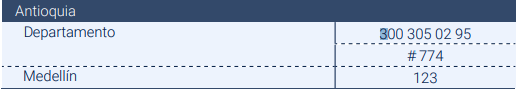 Antioquia
Departamento 300 305 02 95
# 774
Medellín 123